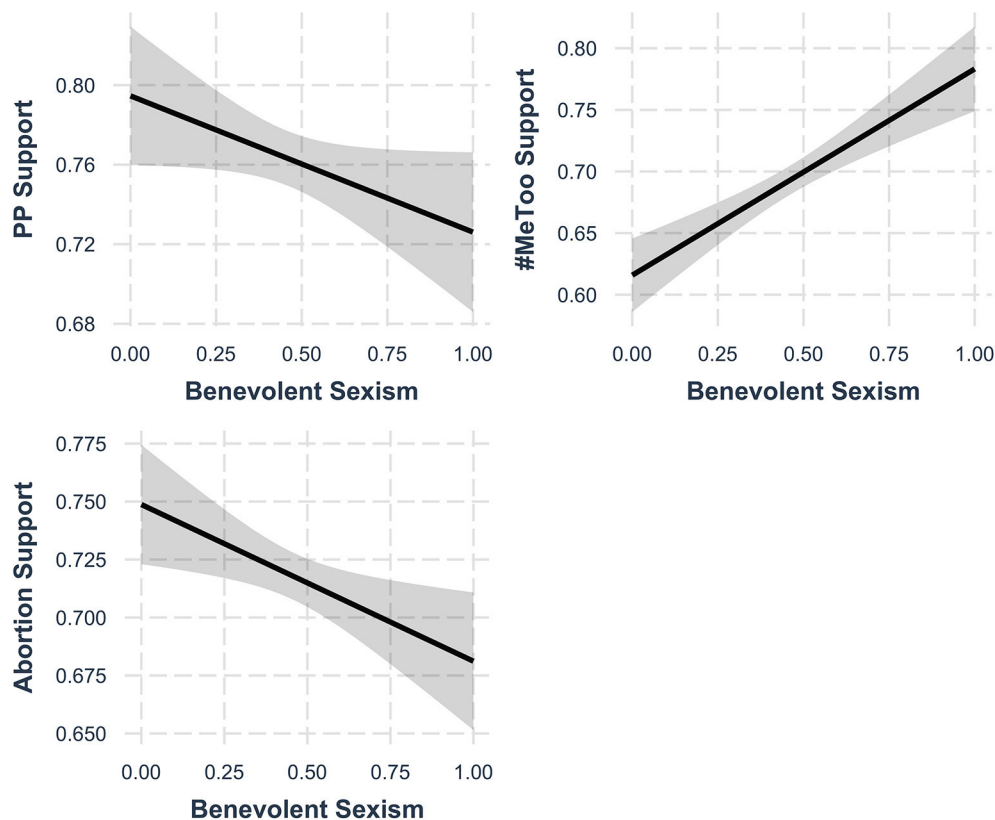 PP Support
0.80
0.76
0.72
0.68
0.00 0.25 0.50 0.75 1.00
Benevolent Sexism
#MeToo Support
0.80
0.75
0.70
0.65
0.60
0.00 0.25 0.50 0.75 1.00
Benevolent Sexism
Abortion Support
0.775
0.750
0.725
0.700
0.675
0.650
0.00 0.25 0.50 0.75 1.00
Benevolent Sexism